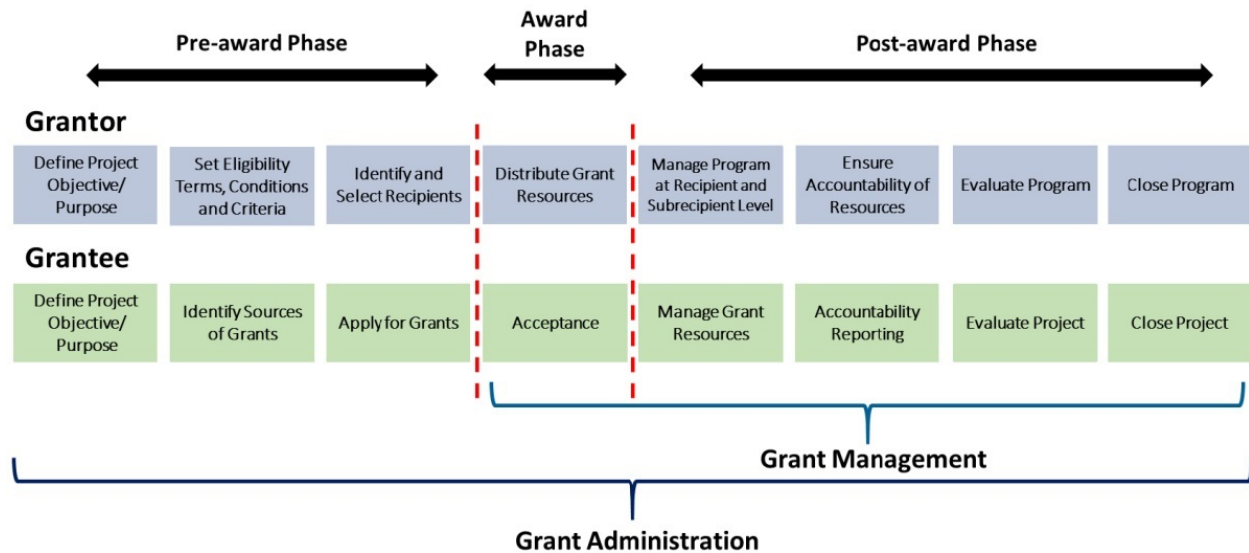 Pre-award Phase
Award
Phase
Post-award Phase
Grantor
Define Project
Objective/
Purpose
Set Eligibility
Terms, Conditions
and Criteria
Identify and
Select Recipients
Distribute Grant
Resources
Manage Program
at Recipient and
Subrecipient Level
Ensure
Accountability of
Resources
Evaluate Program
Close Program
Grantee
Define Project
Objective/
Purpose
Identify Sources
of Grants
Apply for Grants
Acceptance
Manage Grant
Resources
Accountability
Reporting
Evaluate Project
Close Project
Grant Management
Grant Administration